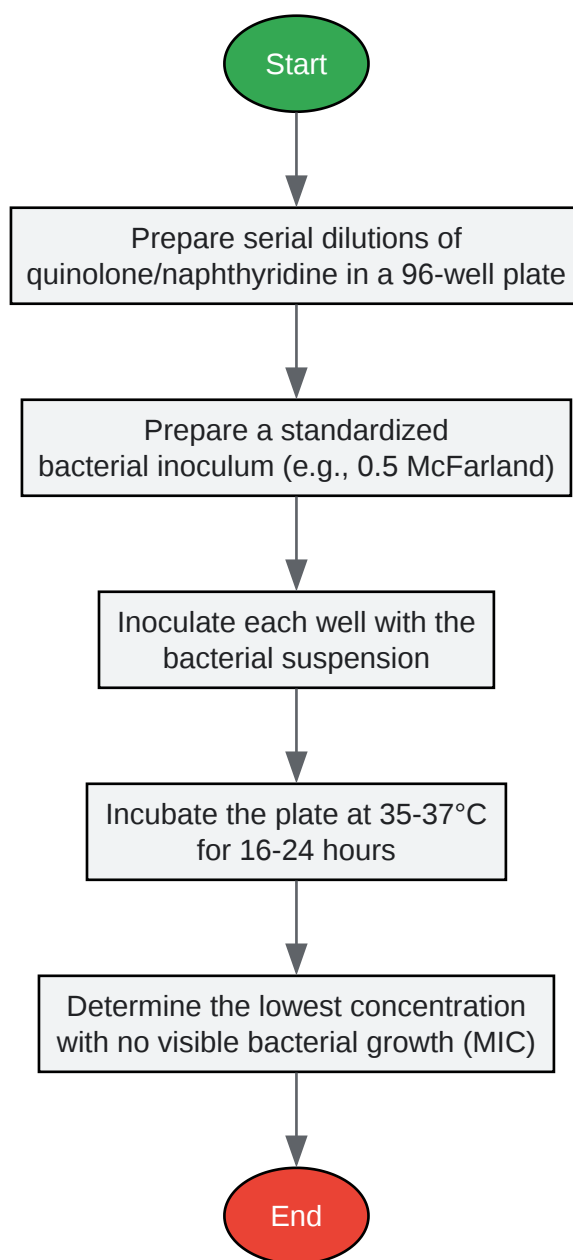 Start
Prepare serial dilutions of
quinolone/naphthyridine in a 96-well plate
Prepare a standardized
bacterial inoculum (e.g., 0.5 McFarland)
Inoculate each well with the
bacterial suspension
Incubate the plate at 35-37°C
for 16-24 hours
Determine the lowest concentration
with no visible bacterial growth (MIC)
End